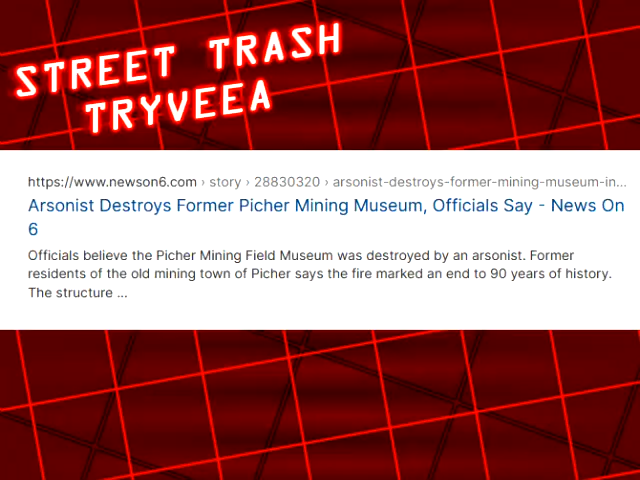 STREET TRASH
TRYVEEA
https://www.newson6.com › story › 28830320 › arsonist-destroys-former-mining-museum-in...
Arsonist Destroys Former Picher Mining Museum, Officials Say - News On
6
Officials believe the Picher Mining Field Museum was destroyed by an arsonist. Former
residents of the old mining town of Picher says the fire marked an end to 90 years of history.
The structure ...